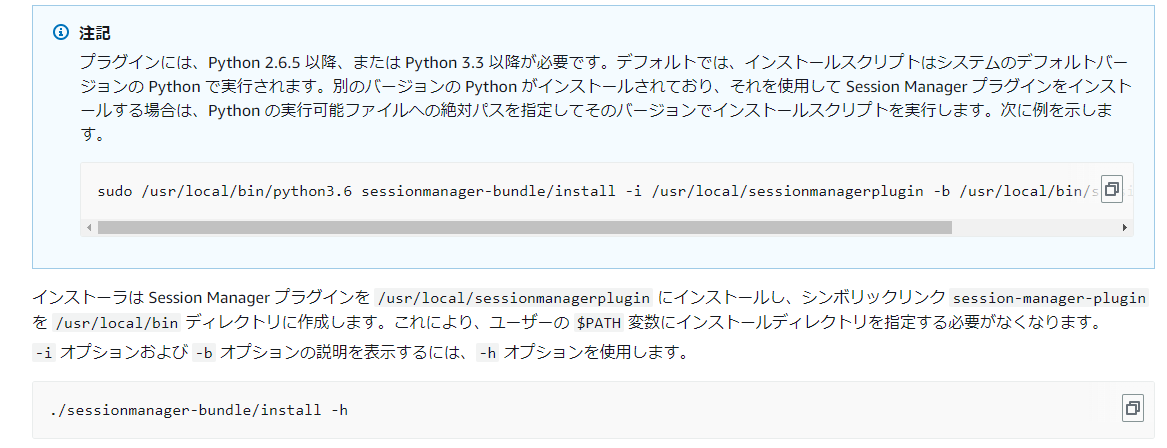 注記
プラグインには、Python 2.6.5 以降、または Python 3.3 以降が必要です。デフォルトでは、インストールスクリプトはシステムのデフォルトバー
ジョンの Python で実行されます。別のバージョンの Python がインストールされており、それを使用して Session Manager プラグインをインスト
ールする場合は、Python の実行可能ファイルへの絶対パスを指定してそのバージョンでインストールスクリプトを実行します。次に例を示しま
す。
sudo /usr/local/bin/python3.6 sessionmanager-bundle/install -i /usr/local/sessionmanagerplugin -b /usr/local/bin/
インストーラは Session Manager プラグインを /usr/local/sessionmanagerplugin にインストールし、シンボリックリンク session-manager-plugin
を /usr/local/bin ディレクトリに作成します。これにより、ユーザーの $PATH 変数にインストールディレクトリを指定する必要がなくなります。
-i オプションおよび -b オプションの説明を表示するには、-h オプションを使用します。
./sessionmanager-bundle/install -h